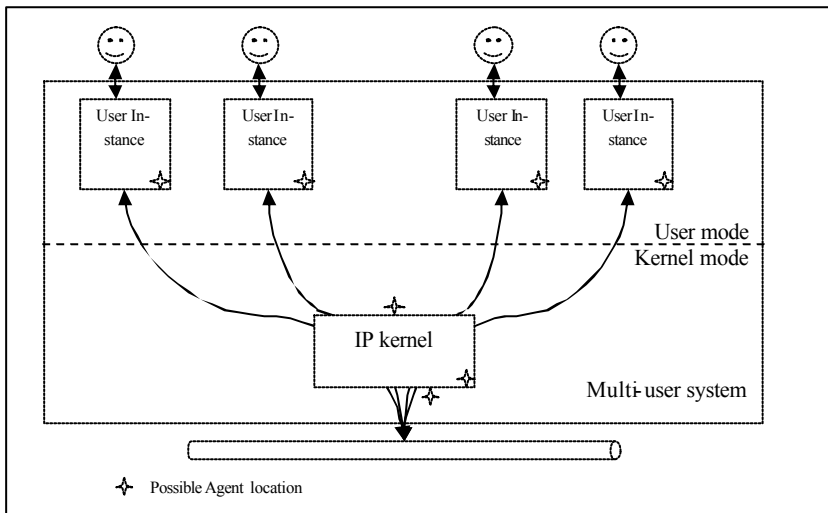 User In-
stance
User In-
stance
User In-
stance
User In-
stance
User mode
Kernel mode
IP kernel
Multi-user system
Possible Agent location